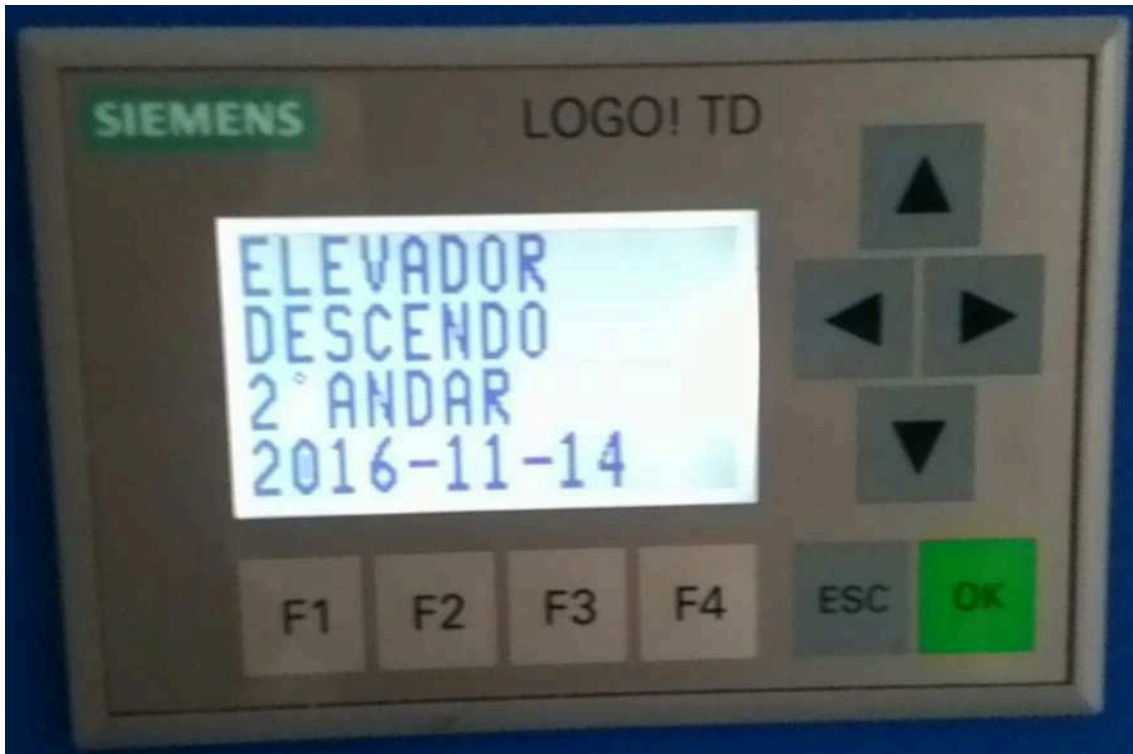 SIEMENS
LOGO! TD
ELEVADOR
DESCENDO
2°ANDAR
2016-11-14
F1 F2 F3 F4 ESC OK